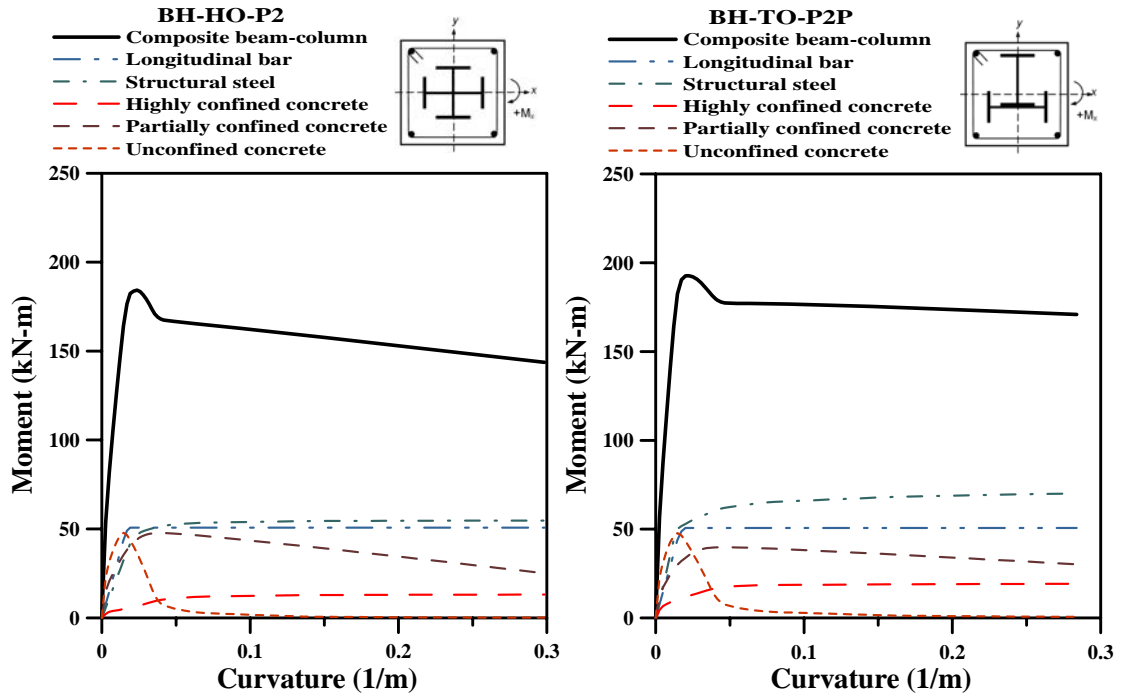 BH-HO-P2
Composite beam-column
Longitudinal bar
Structural steel
Highly confined concrete
Partially confined concrete
Unconfined concrete
y
x
+Mx
250
200
150
100
50
0
Moment (kN-m)
0
0.1
0.2
0.3
Curvature (1/m)
BH-TO-P2P
Composite beam-column
Longitudinal bar
Structural steel
Highly confined concrete
Partially confined concrete
Unconfined concrete
y
x
+Mx
250
200
150
100
50
0
Moment (kN-m)
0
0.1
0.2
0.3
Curvature (1/m)